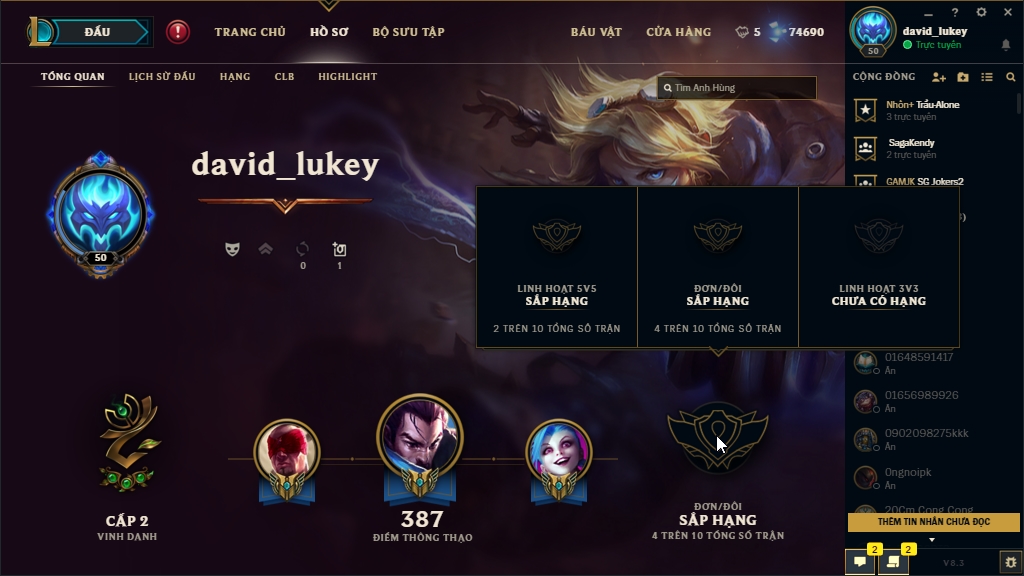 ĐẤU
TRANG CHỦ
HỒ SƠ
BỘ SƯU TẬP
BÁU VẬT
CỬA HÀNG
5
74690
50
david_lukey
Trực tuyến
TỔNG QUAN
LỊCH SỬ ĐẤU
HẠNG
CLB
HIGHLIGHT
Tìm Anh Hùng
CỘNG ĐỒNG
Nhỏn+ Trẩu-Alone
3 trực tuyến
SagaKendy
2 trực tuyến
GAMJK SG Jokers2
david_lukey
50
0
1
LINH HOẠT 5V5
SẮP HẠNG
2 TRÊN 10 TỔNG SỐ TRẬN
ĐƠN/ĐÔI
SẮP HẠNG
4 TRÊN 10 TỔNG SỐ TRẬN
LINH HOẠT 3V3
CHƯA CÓ HẠNG
01648591417
Ẩn
01656989926
Ẩn
0902098275kkk
Ẩn
0ngnoipk
Ẩn
20Cm Cong Cong
THÊM TIN NHẮN CHƯA ĐỌC
CẤP 2
VINH DANH
387
ĐIỂM THÔNG THẠO
ĐƠN/ĐÔI
SẮP HẠNG
4 TRÊN 10 TỔNG SỐ TRẬN
2
2
V8.3